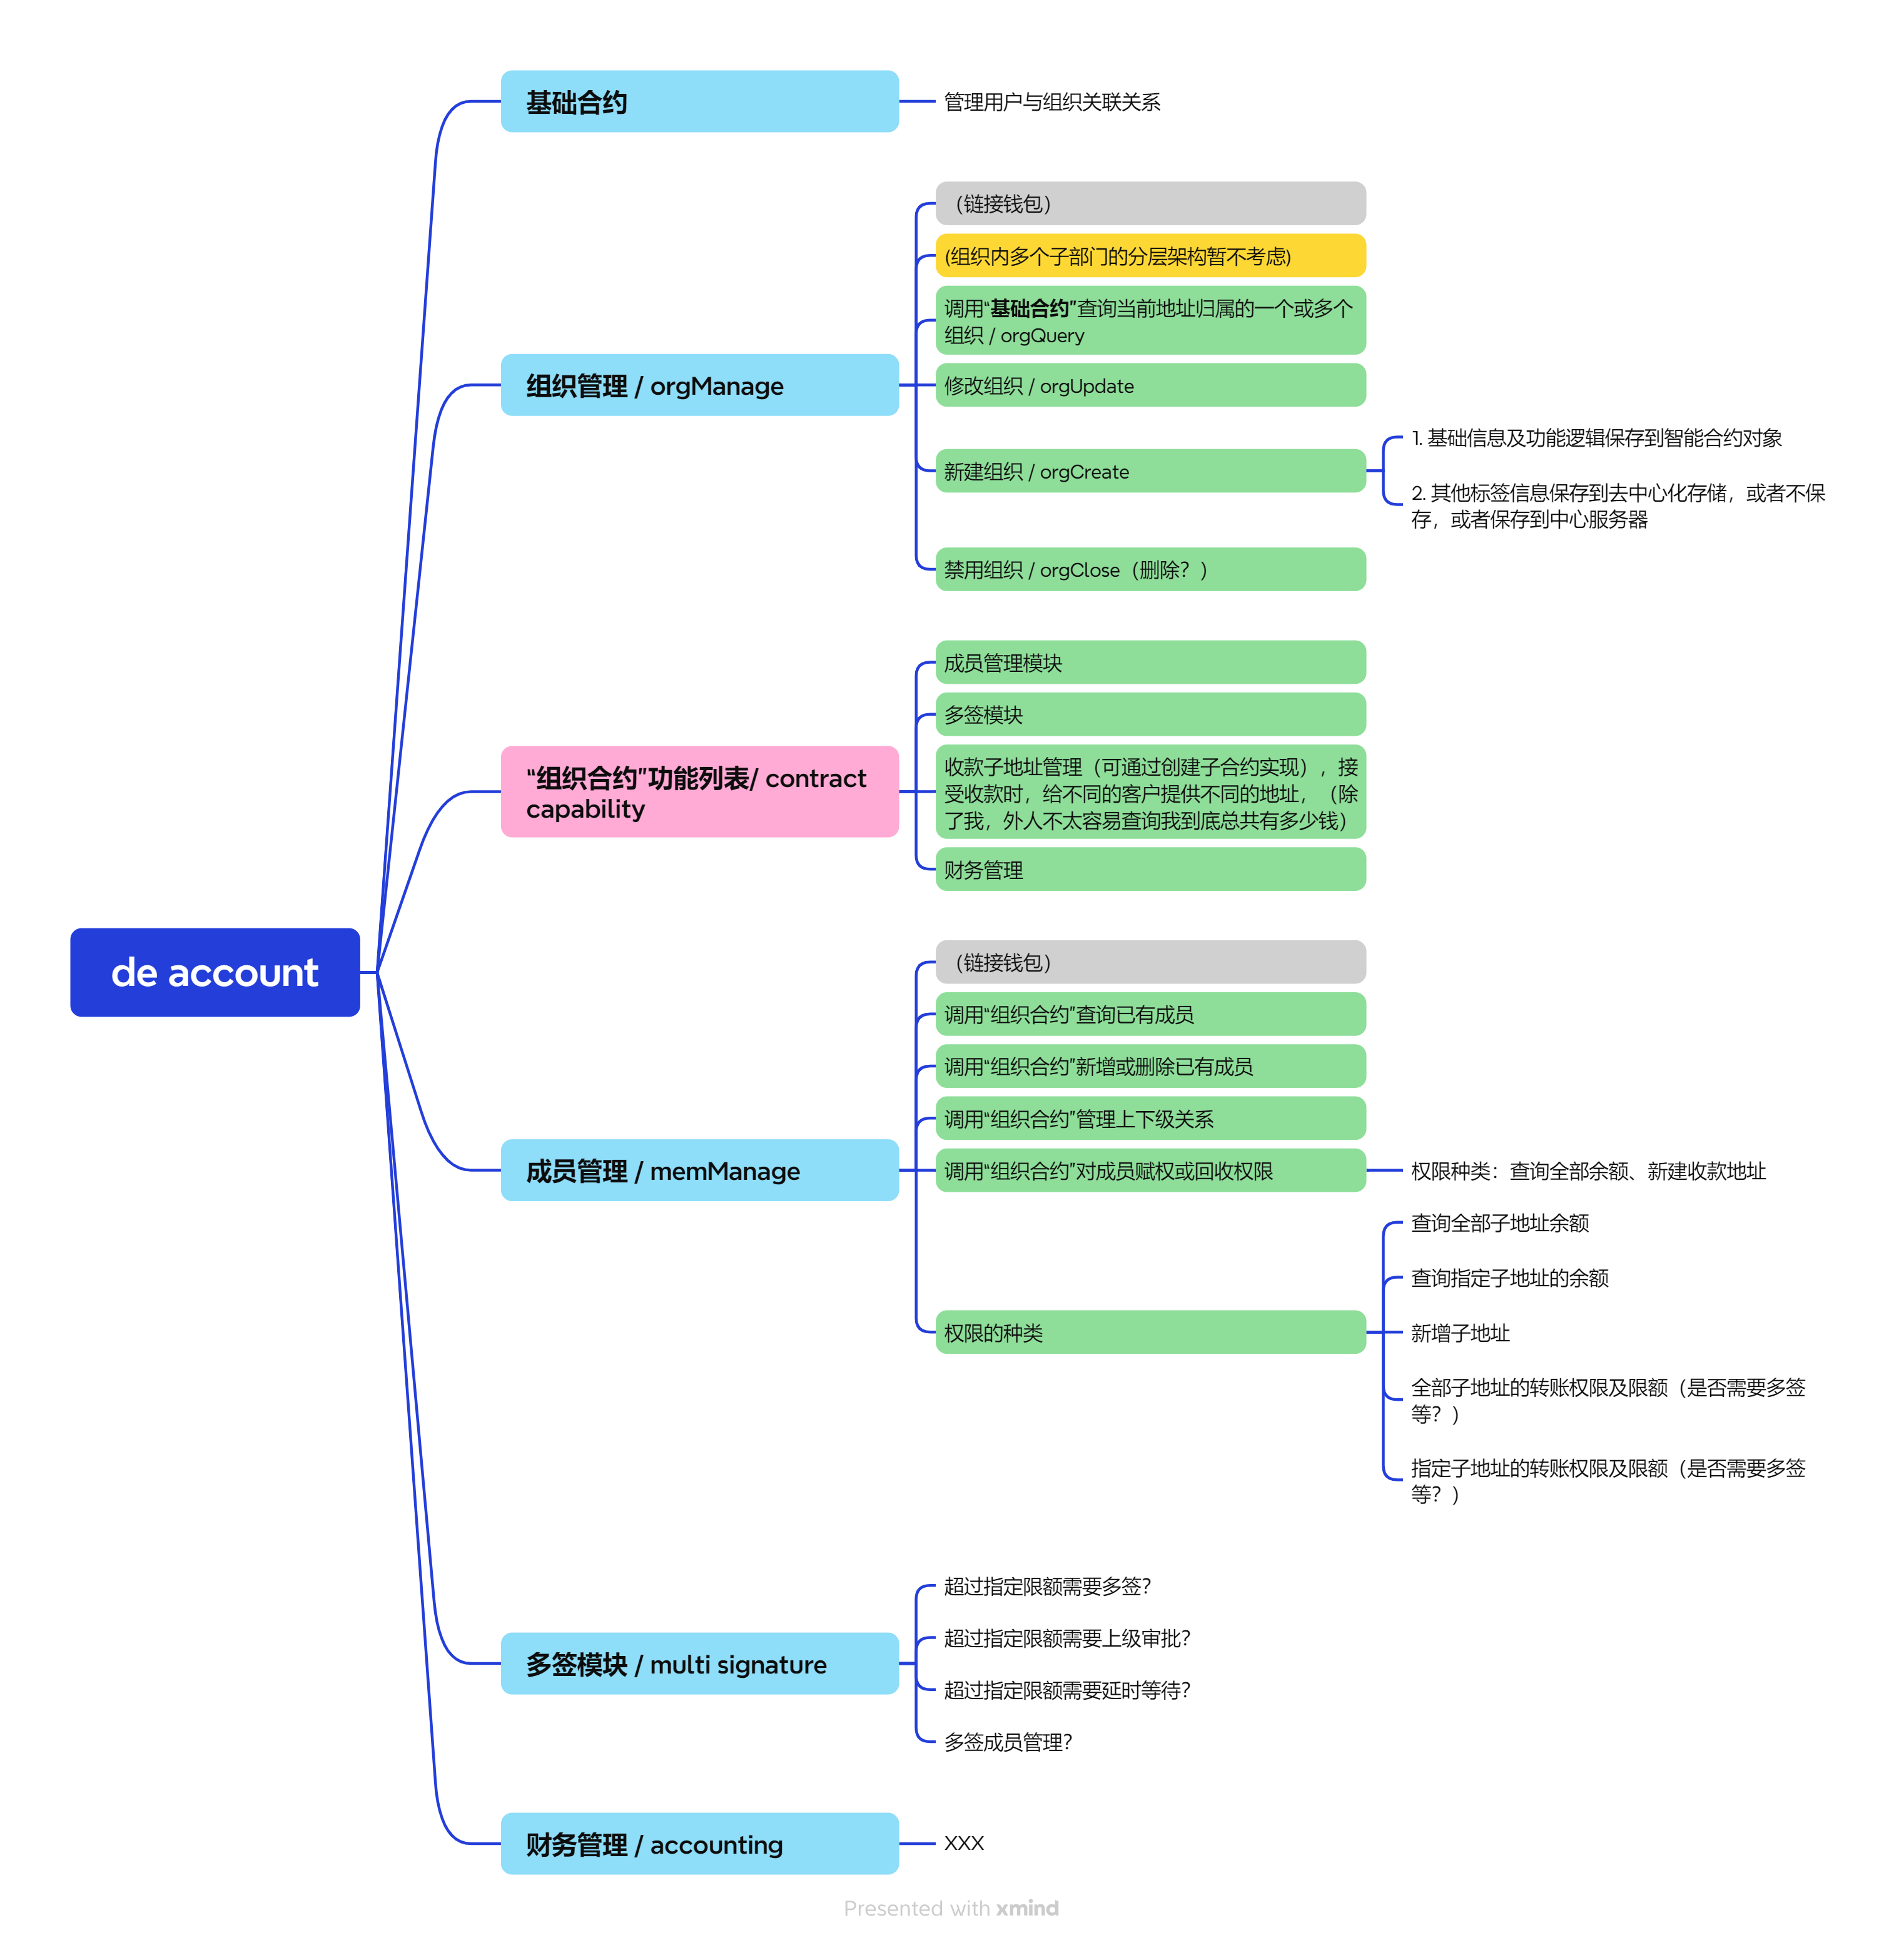 de account
基础合约
管理用户与组织关联关系
组织管理 / orgManage
（链接钱包）
(组织内多个子部门的分层架构暂不考虑)
调用“基础合约”查询当前地址归属的一个或多个
组织 / orgQuery
修改组织 / orgUpdate
新建组织 / orgCreate
1. 基础信息及功能逻辑保存到智能合约对象
2. 其他标签信息保存到去中心化存储，或者不保
存，或者保存到中心服务器
禁用组织 / orgClose（删除？）
“组织合约”功能列表/ contract
capability
成员管理模块
多签模块
收款子地址管理（可通过创建子合约实现），接
受收款时，给不同的客户提供不同的地址，（除
了我，外人不太容易查询我到底总共有多少钱）
财务管理
成员管理 / memManage
（链接钱包）
调用“组织合约”查询已有成员
调用“组织合约”新增或删除已有成员
调用“组织合约”管理上下级关系
调用“组织合约”对成员赋权或回收权限
权限种类：查询全部余额、新建收款地址
权限的种类
查询全部子地址余额
查询指定子地址的余额
新增子地址
全部子地址的转账权限及限额（是否需要多签
等？）
指定子地址的转账权限及限额（是否需要多签
等？）
多签模块 / multi signature
超过指定限额需要多签？
超过指定限额需要上级审批？
超过指定限额需要延时等待？
多签成员管理？
财务管理 / accounting
XXX
Presented with xmind